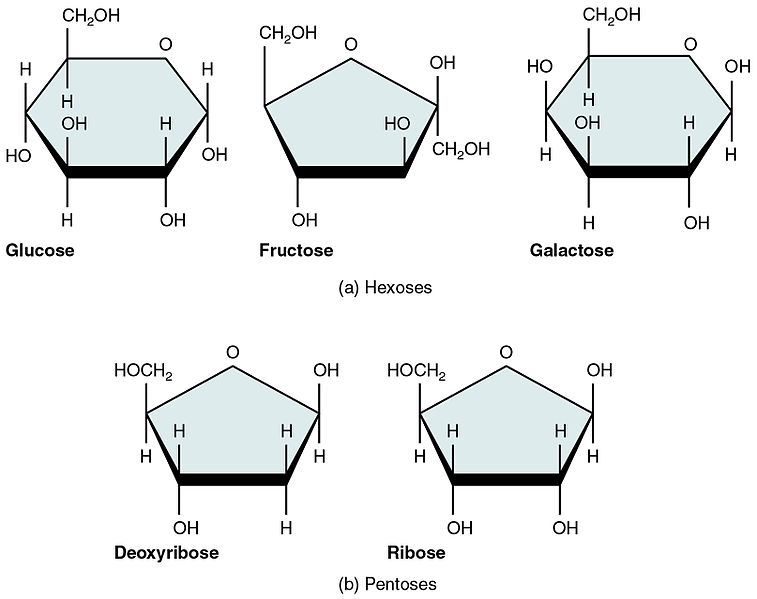 CH2OH
O
H
H
H
OH
H
HO
OH
H
OH
Glucose
CH2OH
O
OH
HO
CH2OH
OH
Fructose
CH2OH
O
HO
OH
H
OH
H
H
H
H
OH
Galactose
(a) Hexoses
HOCH2
O
OH
H
H
H
H
OH
H
Deoxyribose
HOCH2
O
OH
H
H
H
H
OH
OH
Ribose
(b) Pentoses